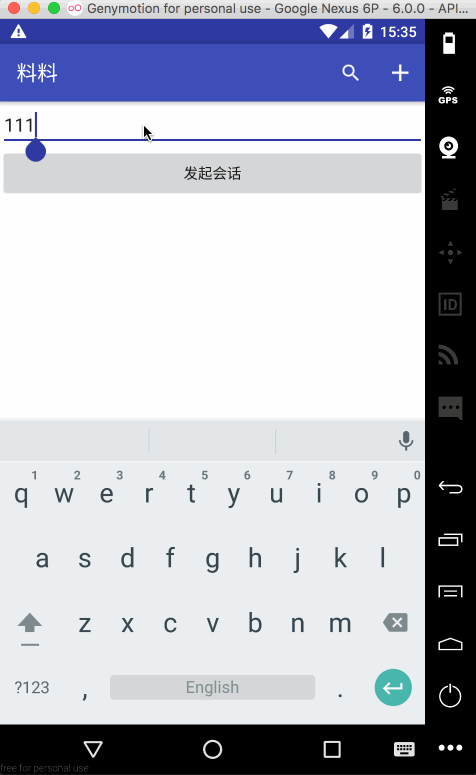 Genymotion for personal use - Google Nexus 6P - 6.0.0 - API...
15:35
料料
GPS
111
发起会话
ID
1 2 3 4 5 6 7 8 9 0
q w e r t y u i o p
a s d f g h j k l
z x c v b n m
?123 , English .
free for personal use